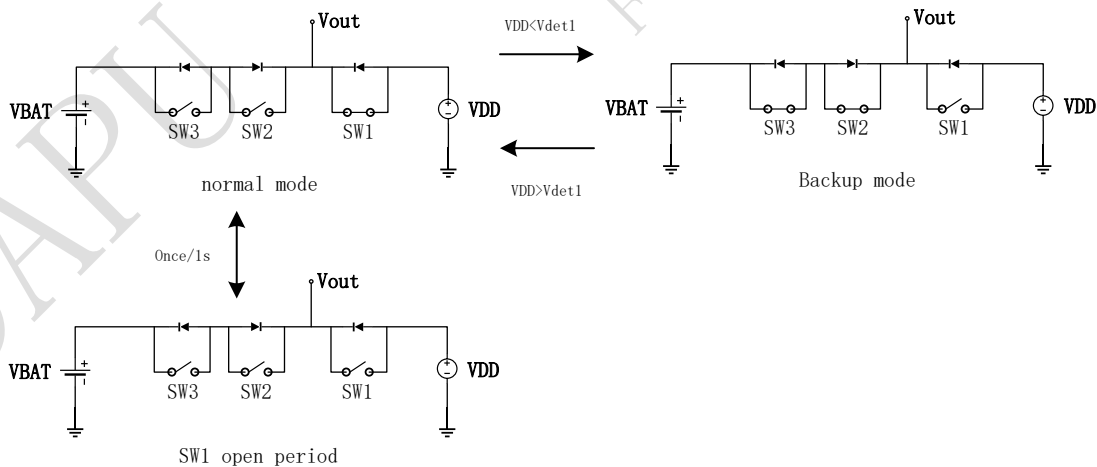 Vout
VBAT
SW3
SW2
SW1
VDD
normal mode
VDD<Vdet1
VDD>Vdet1
Vout
VBAT
SW3
SW2
SW1
VDD
Backup mode
Once/1s
Vout
VBAT
SW3
SW2
SW1
VDD
SW1 open period
DAPU
F